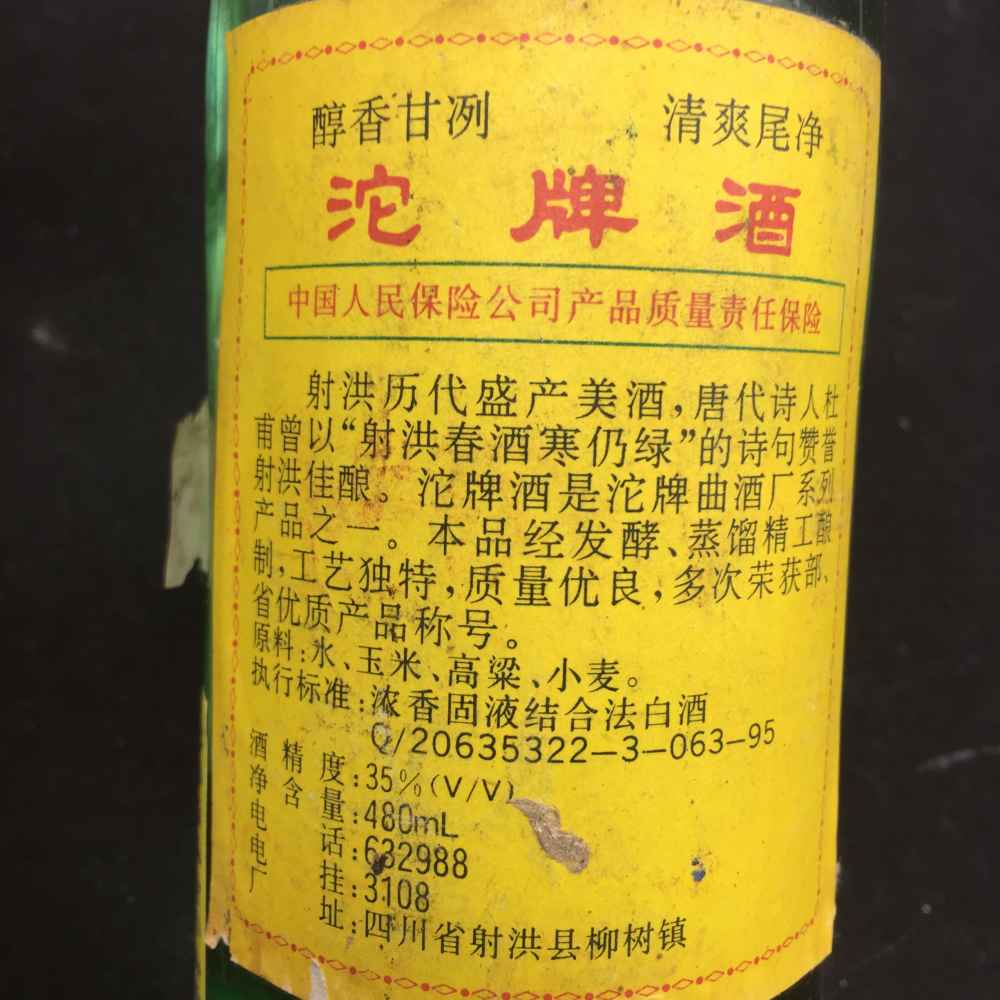 醇香甘冽 清爽尾净
沱牌酒
中国人民保险公司产品质量责任保险
射洪历代盛产美酒,唐代诗人杜
甫曾以“射洪春酒寒仍绿”的诗句赞誉
射洪佳酿。沱牌酒是沱牌曲酒厂系列
产品之一。本品经发酵、蒸馏精工酿
制,工艺独特,质量优良,多次荣获部、
省优质产品称号。
原料:水、玉米、高粱、小麦。
执行标准:浓香固液结合法白酒
Q/20635322-3-063-95
酒精度:35%(V/V)
净含量:480mL
电话:632988
电挂:3108
厂址:四川省射洪县柳树镇